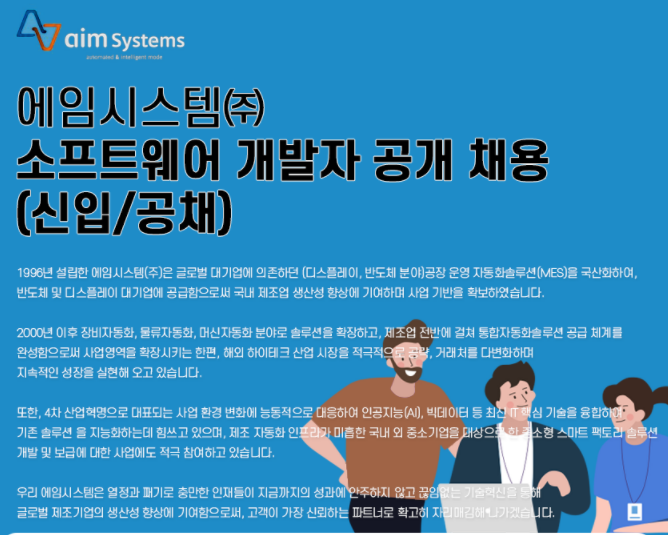 aim Systems
automated & intelligent mode
에임시스템㈜
소프트웨어 개발자 공개 채용
(신입/공채)
1996년 설립한 에임시스템(주)은 글로벌 대기업에 의존하던 (디스플레이, 반도체 분야)공장 운영 자동화솔루션(MES)을 국산화하여,
반도체 및 디스플레이 대기업에 공급함으로써 국내 제조업 생산성 향상에 기여하며 사업 기반을 확보하였습니다.
2000년 이후 장비자동화, 물류자동화, 머신자동화 분야로 솔루션을 확장하고, 제조업 전반에 걸쳐 통합자동화솔루션 공급 체계를
완성함으로써 사업영역을 확장시키는 한편, 해외 하이테크 산업 시장을 적극적으로 공략, 거래처를 다변화하며
지속적인 성장을 실현해 오고 있습니다.
또한, 4차 산업혁명으로 대표되는 사업 환경 변화에 능동적으로 대응하여 인공지능(AI), 빅데이터 등 최신 IT 핵심 기술을 융합하여
기존 솔루션 을 지능화하는데 힘쓰고 있으며, 제조 자동화 인프라가 미흡한 국내 외 중소기업을 대상으로 한 중소형 스마트 팩토리 솔루션
개발 및 보급에 대한 사업에도 적극 참여하고 있습니다.
우리 에임시스템은 열정과 패기로 충만한 인재들이 지금까지의 성과에 안주하지 않고 끊임없는 기술혁신을 통해
글로벌 제조기업의 생산성 향상에 기여함으로써, 고객이 가장 신뢰하는 파트너로 확고히 자리매김해 나가겠습니다.